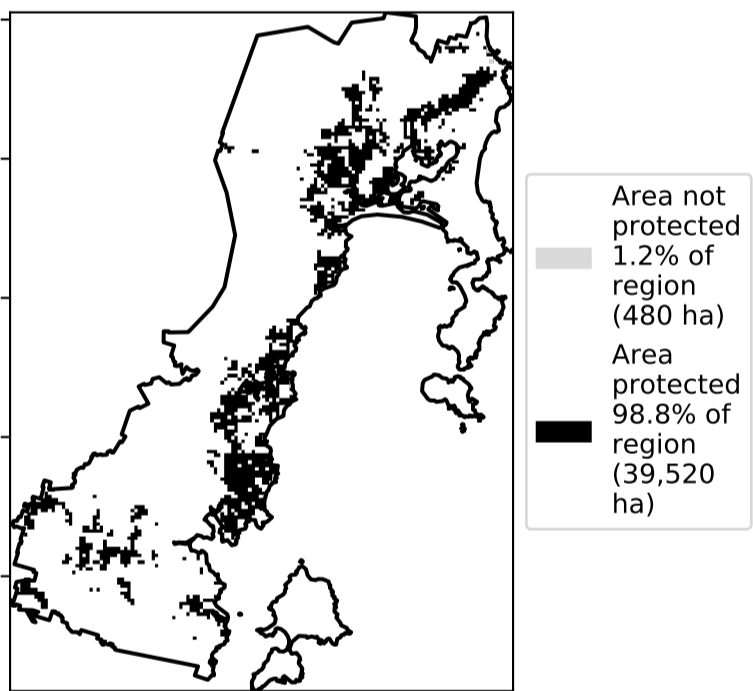 Area not
protected
1.2% of
region
(480 ha)
Area
protected
98.8% of
region
(39,520
ha)